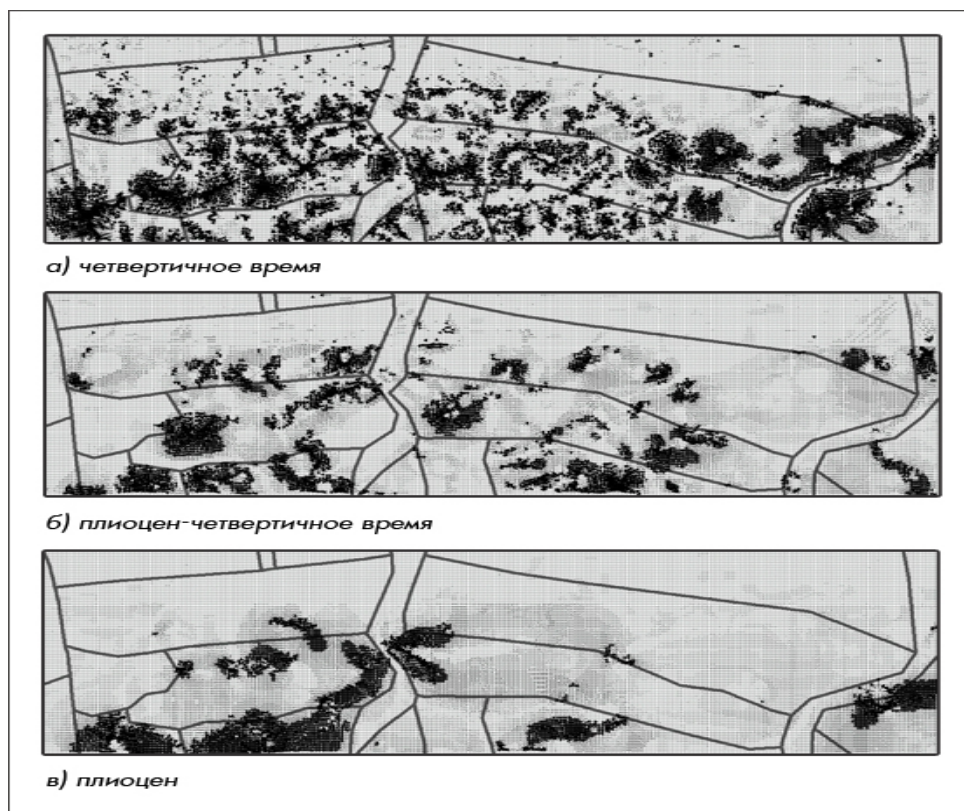 а) четвертичное время
б) плиоцен-четвертичное время
в) плиоцен